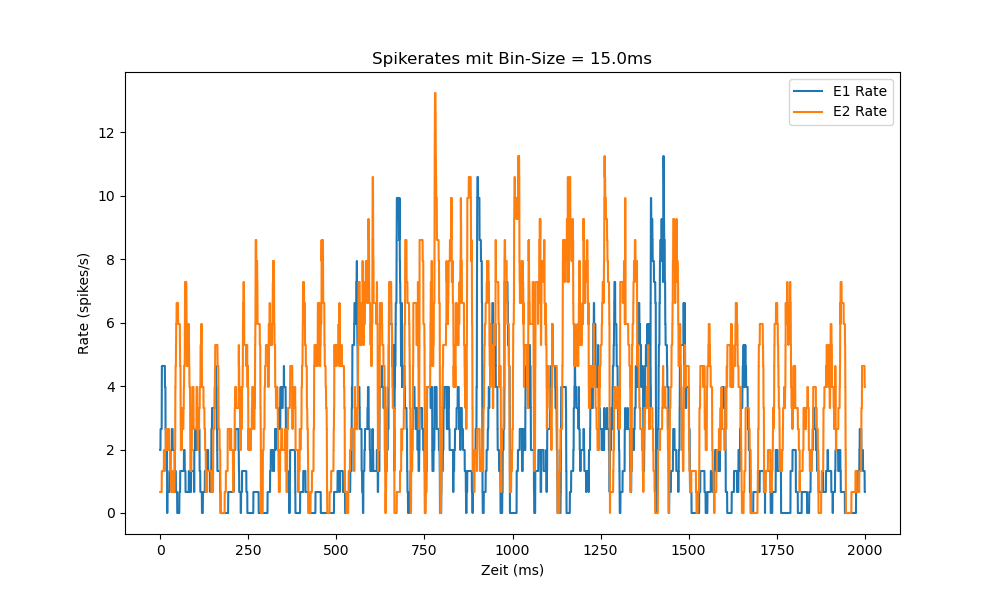 Spikerates mit Bin-Size = 15.0ms
E1 Rate
E2 Rate
Rate (spikes/s)
12
10
8
6
4
2
0
0 250 500 750 1000 1250 1500 1750 2000
Zeit (ms)